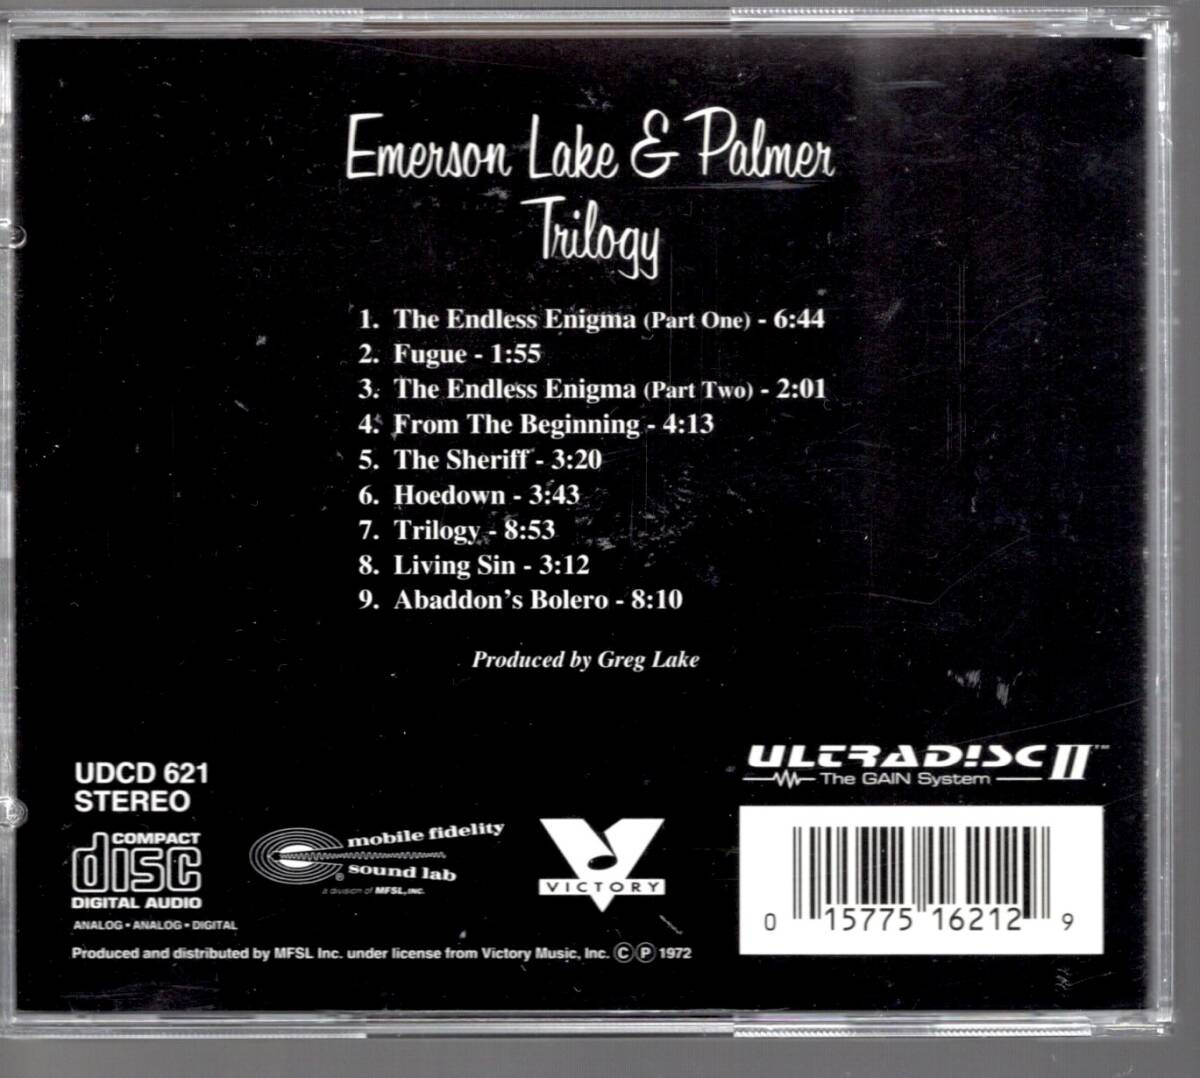 Emerson Lake & Palmer
Trilogy
1. The Endless Enigma (Part One) - 6:44
2. Fugue - 1:55
3. The Endless Enigma (Part Two) - 2:01
4. From The Beginning - 4:13
5. The Sheriff - 3:20
6. Hoedown - 3:43
7. Trilogy - 8:53
8. Living Sin - 3:12
9. Abaddon's Bolero - 8:10
Produced by Greg Lake
UDCD 621
STEREO
COMPACT
disc
DIGITAL AUDIO
ANALOG • ANALOG • DIGITAL
mobile fidelity
sound lab ®
a division of MFSL, INC.
VICTORY
ULTRADISC II ™
The GAIN System
0 15775 16212 9
Produced and distributed by MFSL Inc. under license from Victory Music, Inc. Ⓒ Ⓟ 1972